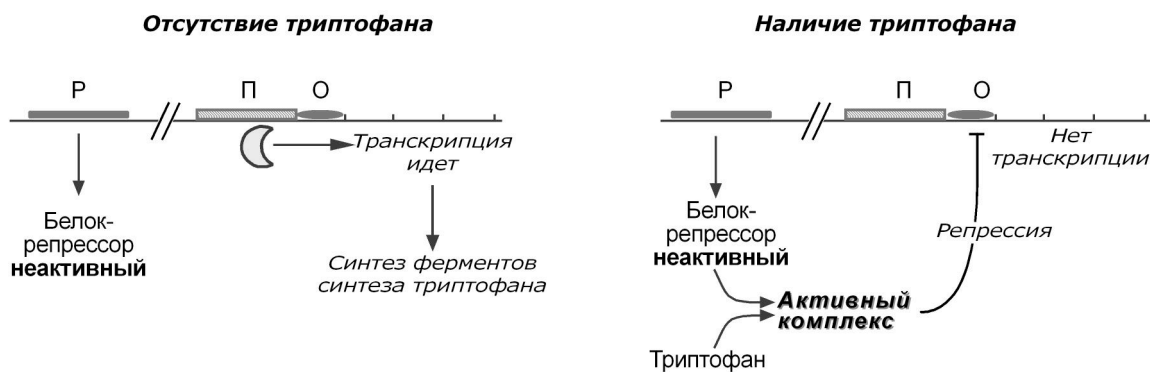 Отсутствие триптофана
Р
П
О
Транскрипция
идет
Белок-
репрессор
неактивный
Синтез ферментов
синтеза триптофана
Наличие триптофана
Р
П
О
Нет
транскрипции
Белок-
репрессор
неактивный
Репрессия
Активный
комплекс
Триптофан